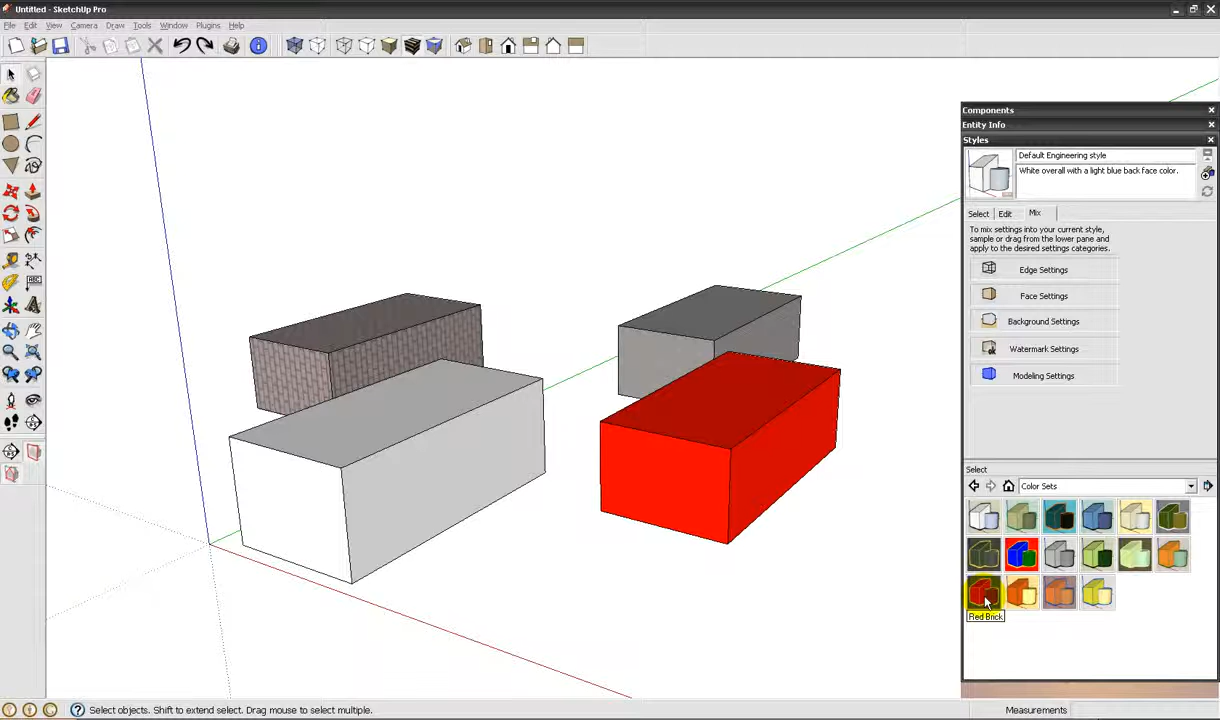 Untitled - SketchUp Pro
File Edit View Camera Draw Tools Window Plugins Help
Components
Entity Info
Styles
Default Engineering style
White overall with a light blue back face color.
Select Edit Mix
To mix settings into your current style,
sample or drag from the lower pane and
apply to the desired settings categories.
Edge Settings
Face Settings
Background Settings
Watermark Settings
Modeling Settings
Select
Color Sets
Red Brick
Select objects. Shift to extend select. Drag mouse to select multiple.
Measurements